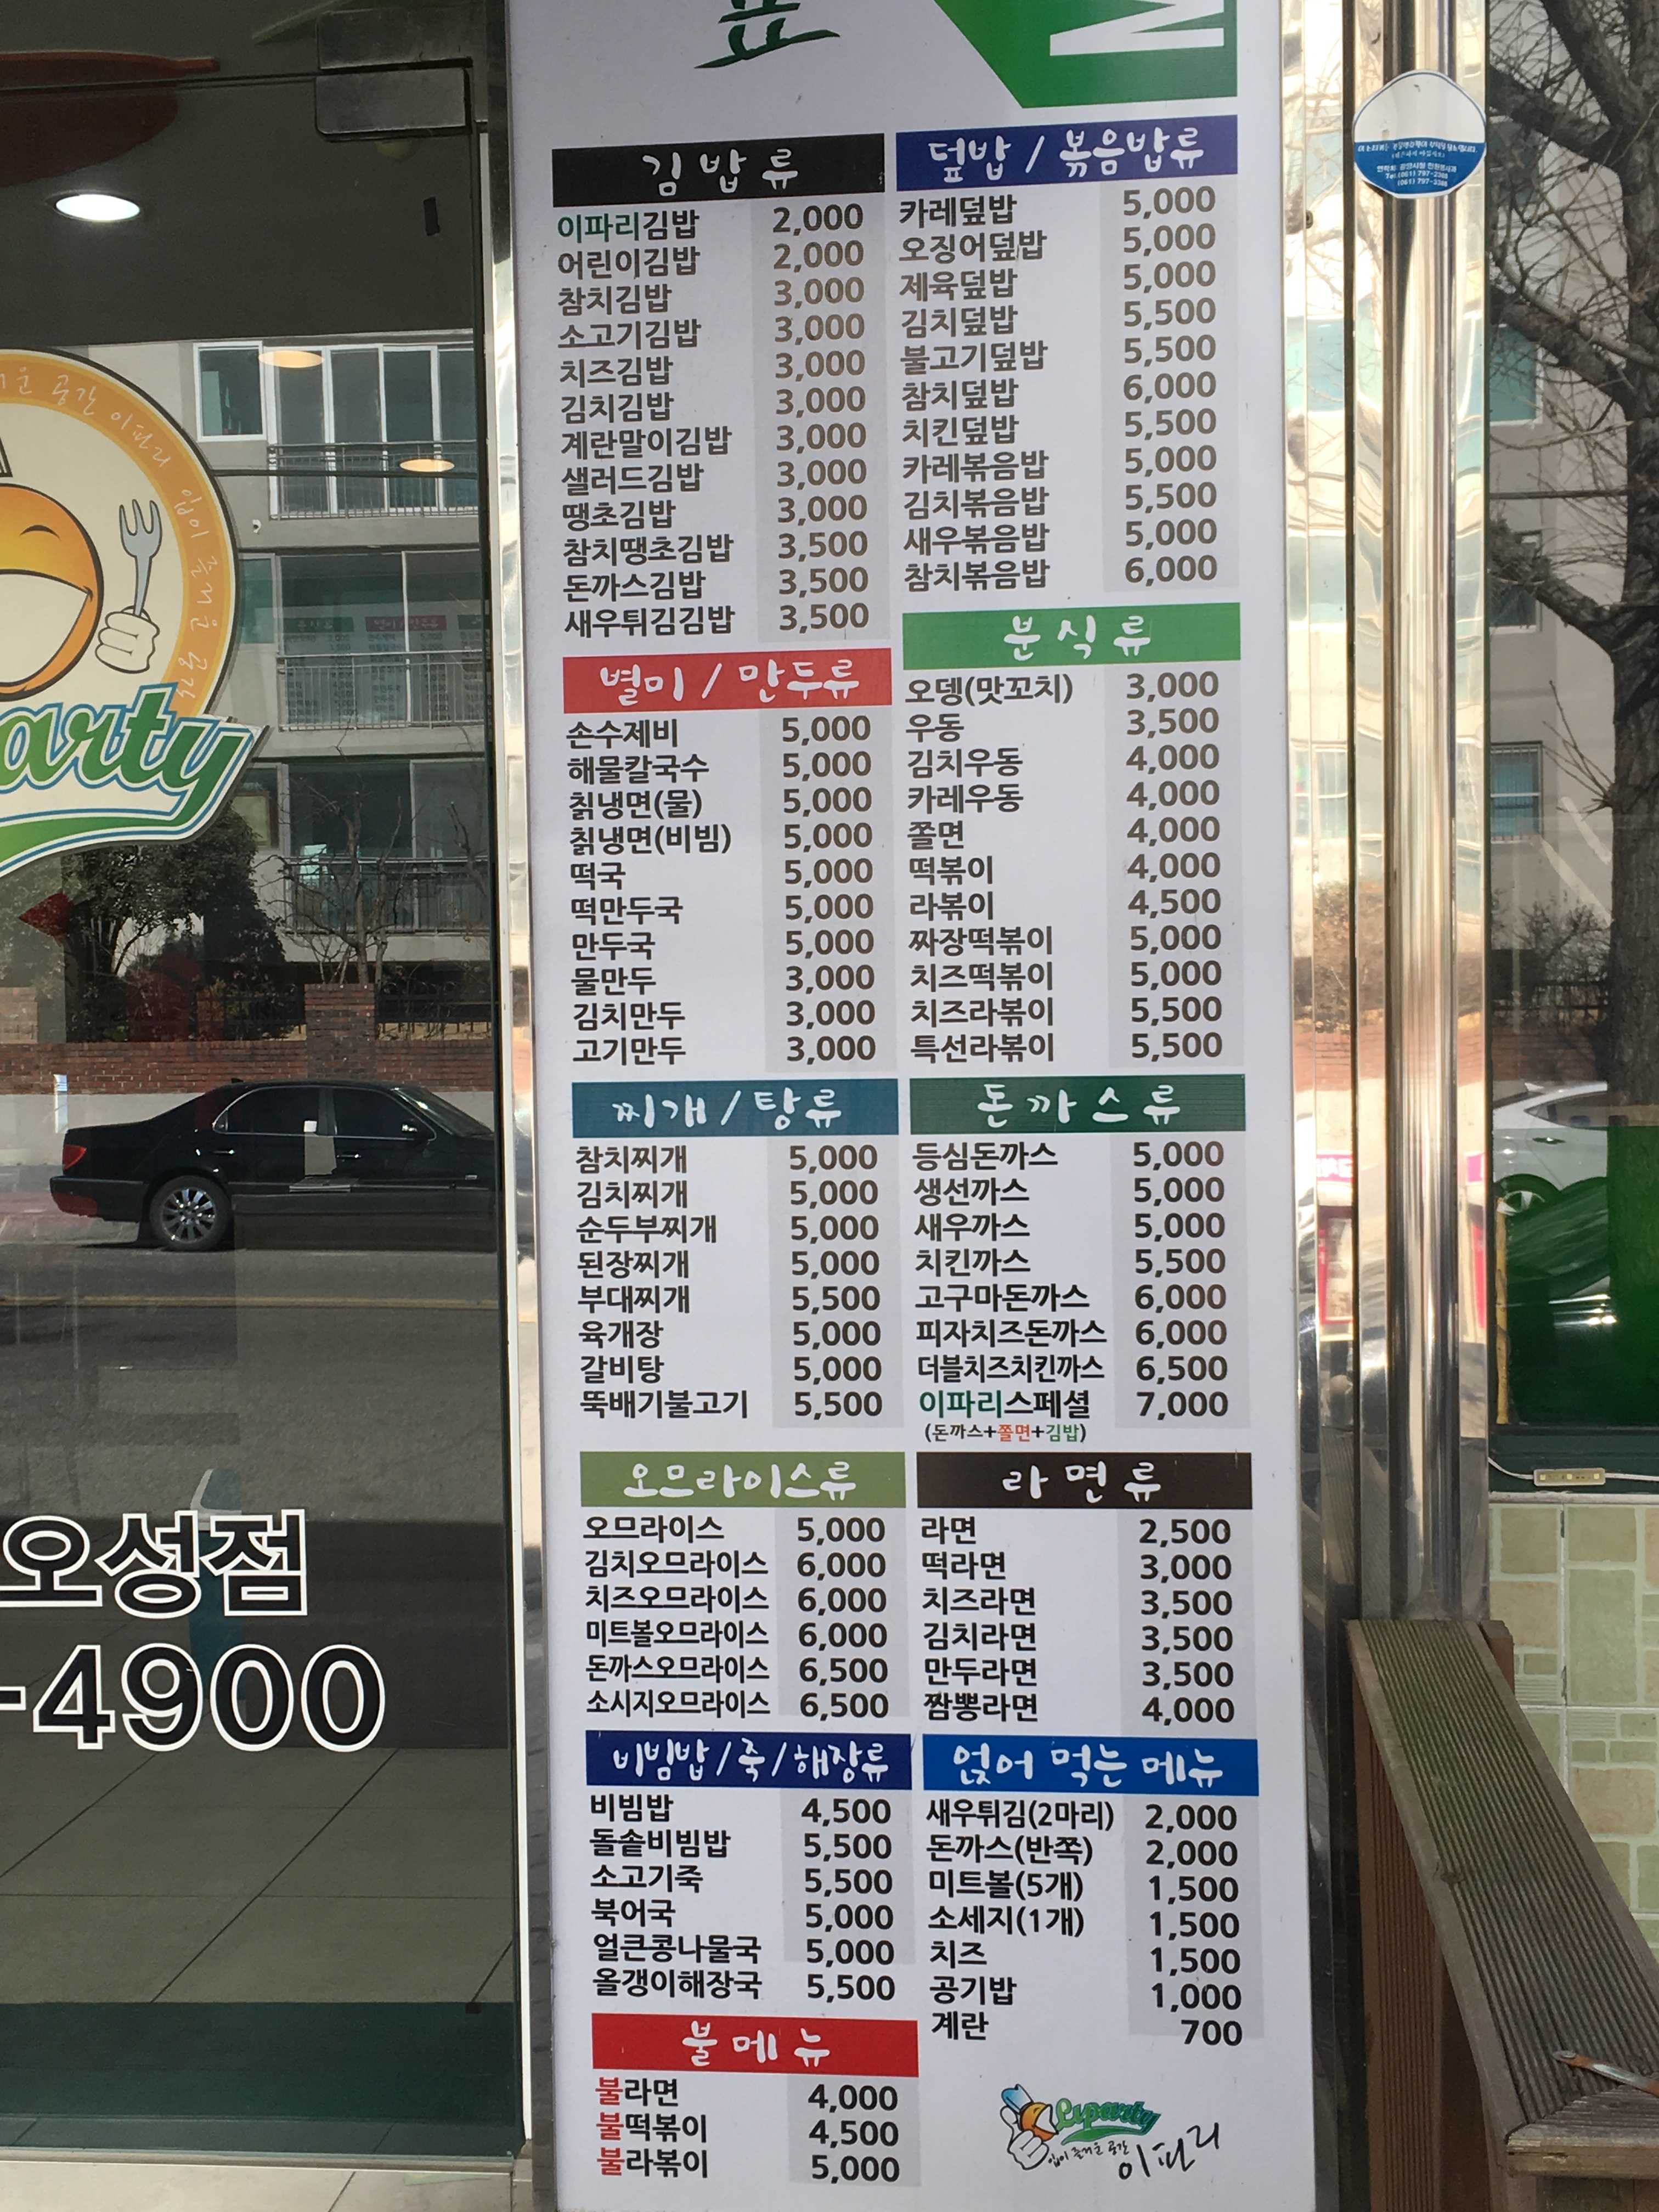 김밥류
이파리김밥 2,000
어린이김밥 2,000
참치김밥 3,000
소고기김밥 3,000
치즈김밥 3,000
김치김밥 3,000
계란말이김밥 3,000
샐러드김밥 3,000
땡초김밥 3,000
참치땡초김밥 3,500
돈까스김밥 3,500
새우튀김김밥 3,500
별미 / 만두류
손수제비 5,000
해물칼국수 5,000
칡냉면(물) 5,000
칡냉면(비빔) 5,000
떡국 5,000
떡만두국 5,000
만두국 5,000
물만두 3,000
김치만두 3,000
고기만두 3,000
찌개/탕류
참치찌개 5,000
김치찌개 5,000
순두부찌개 5,000
된장찌개 5,000
부대찌개 5,500
육개장 5,000
갈비탕 5,000
뚝배기불고기 5,500
오므라이스류
오므라이스 5,000
김치오므라이스 6,000
치즈오므라이스 6,000
미트볼오므라이스 6,000
돈까스오므라이스 6,500
소시지오므라이스 6,500
비빔밥/죽/해장류
비빔밥 4,500
돌솥비빔밥 5,500
소고기죽 5,500
북어국 5,000
얼큰콩나물국 5,000
올갱이해장국 5,500
불메뉴
불라면 4,000
불떡볶이 4,500
불라볶이 5,000
덮밥 / 볶음밥류
카레덮밥 5,000
오징어덮밥 5,000
제육덮밥 5,000
김치덮밥 5,500
불고기덮밥 5,500
참치덮밥 6,000
치킨덮밥 5,500
카레볶음밥 5,000
김치볶음밥 5,500
새우볶음밥 5,000
참치볶음밥 6,000
분식류
오뎅(맛꼬치) 3,000
우동 3,500
김치우동 4,000
카레우동 4,000
쫄면 4,000
떡볶이 4,000
라볶이 4,500
짜장떡볶이 5,000
치즈떡볶이 5,000
치즈라볶이 5,500
특선라볶이 5,500
돈까스류
등심돈까스 5,000
생선까스 5,000
새우까스 5,000
치킨까스 5,500
고구마돈까스 6,000
피자치즈돈까스 6,000
더블치즈치킨까스 6,500
이파리스페셜 7,000
(돈까스+쫄면+김밥)
라면류
라면 2,500
떡라면 3,000
치즈라면 3,500
김치라면 3,500
만두라면 3,500
짬뽕라면 4,000
얹어 먹는 메뉴
새우튀김(2마리) 2,000
돈까스(반쪽) 2,000
미트볼(5개) 1,500
소세지(1개) 1,500
치즈 1,500
공기밥 1,000
계란 700
입이 즐거운 공간 이파리
공간 이파리 입이 즐거운 공간
arty
오성점
-4900
표
Tel:(061) 797-2388
(061) 797-3388